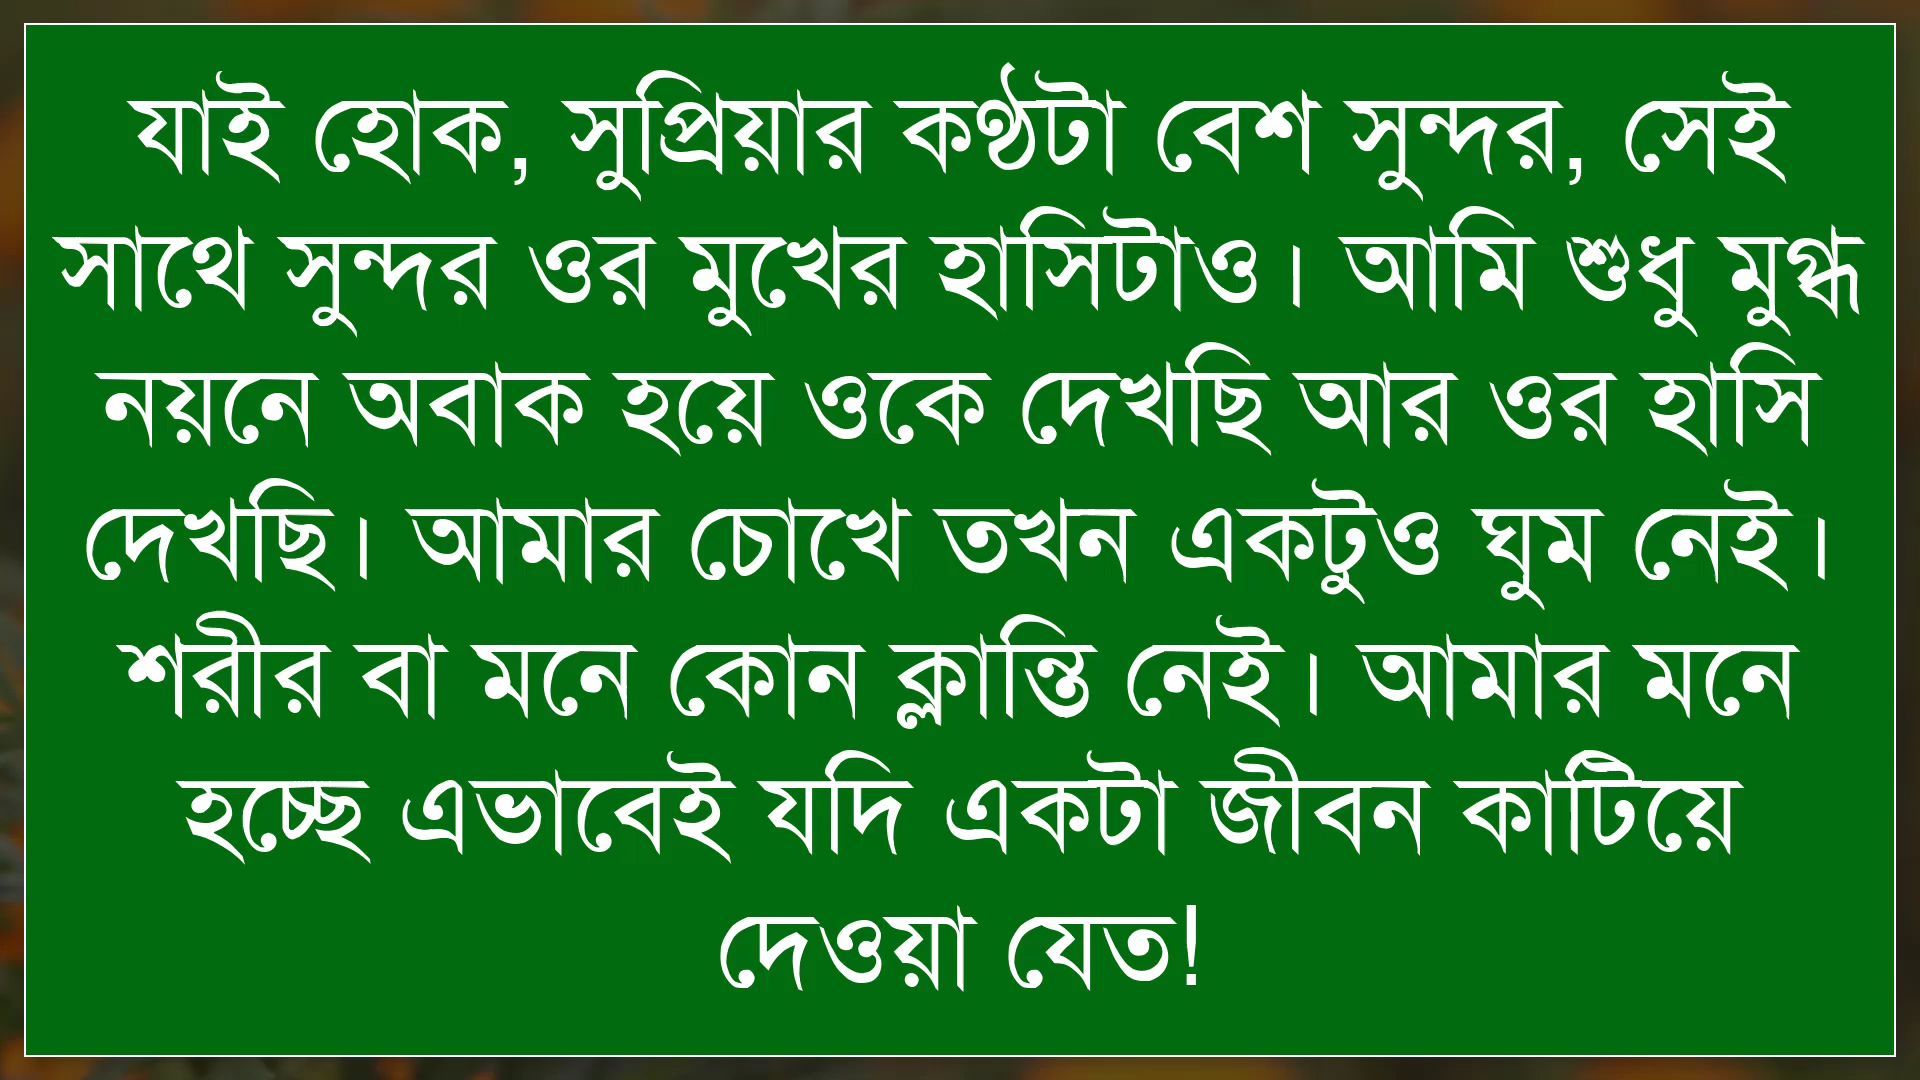 যাই হোক, সুপ্রিয়ার কণ্ঠটা বেশ সুন্দর, সেই
সাথে সুন্দর ওর মুখের হাসিটাও। আমি শুধু মুগ্ধ
নয়নে অবাক হয়ে ওকে দেখছি আর ওর হাসি
দেখছি। আমার চোখে তখন একটুও ঘুম নেই।
শরীর বা মনে কোন ক্লান্তি নেই। আমার মনে
হচ্ছে এভাবেই যদি একটা জীবন কাটিয়ে
দেওয়া যেত!